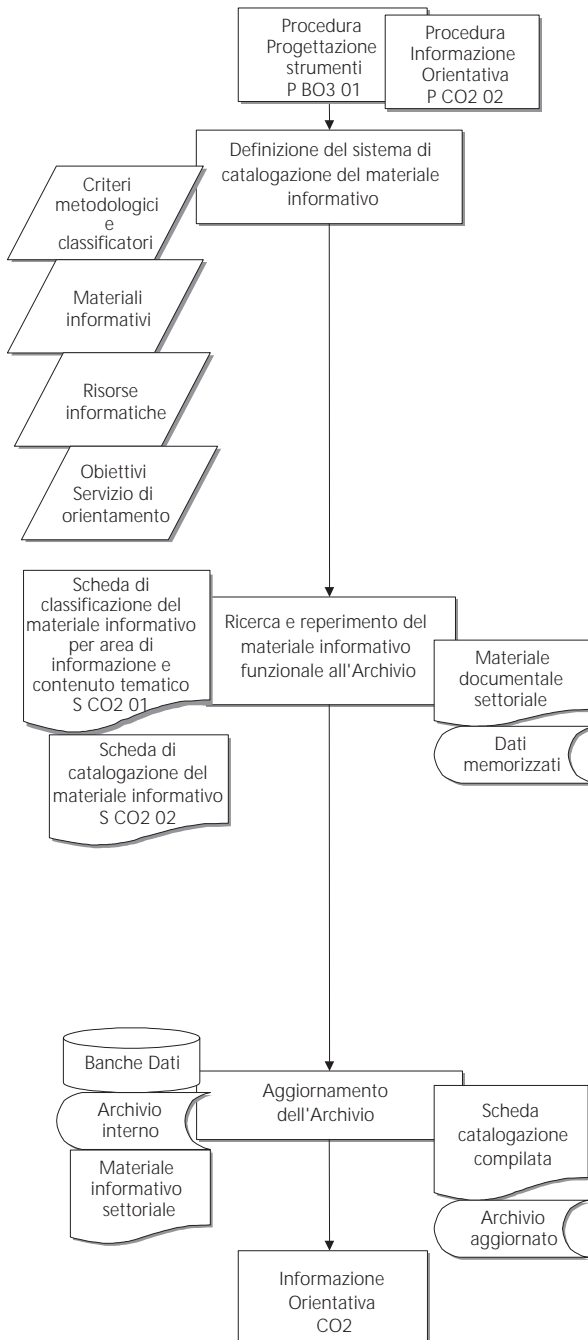 Procedura
Progettazione
strumenti
P BO3 01
Procedura
Informazione
Orientativa
P CO2 02
Definizione del sistema di
catalogazione del materiale
informativo
Criteri
metodologici
e
classificatori
Materiali
informativi
Risorse
informatiche
Obiettivi
Servizio di
orientamento
Scheda di
classificazione del
materiale informativo
per area di
informazione e
contenuto tematico
S CO2 01
Ricerca e reperimento del
materiale informativo
funzionale all'Archivio
Materiale
documentale
settoriale
Dati
memorizzati
Scheda di
catalogazione del
materiale informativo
S CO2 02
Banche Dati
Archivio
interno
Materiale
informativo
settoriale
Aggiornamento
dell'Archivio
Scheda
catalogazione
compilata
Archivio
aggiornato
Informazione
Orientativa
CO2